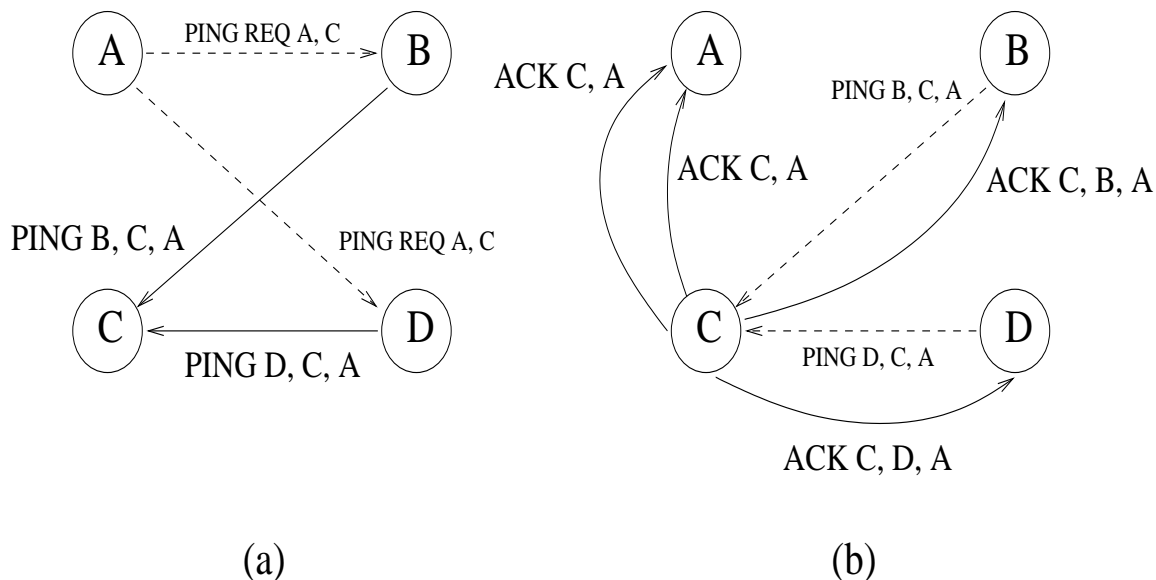 A
PING REQ A, C
B
PING B, C, A
PING REQ A, C
C
D
PING D, C, A
(a)
A
B
ACK C, A
PING B, C, A
ACK C, A
ACK C, B, A
C
D
PING D, C, A
ACK C, D, A
(b)